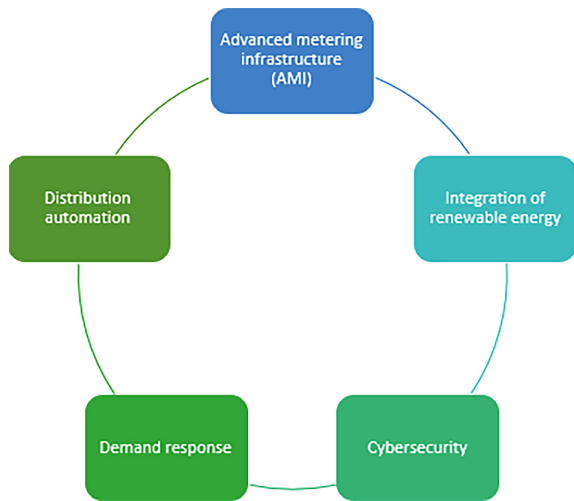 Advanced metering
infrastructure
(AMI)
Distribution
automation
Integration of
renewable energy
Demand response
Cybersecurity